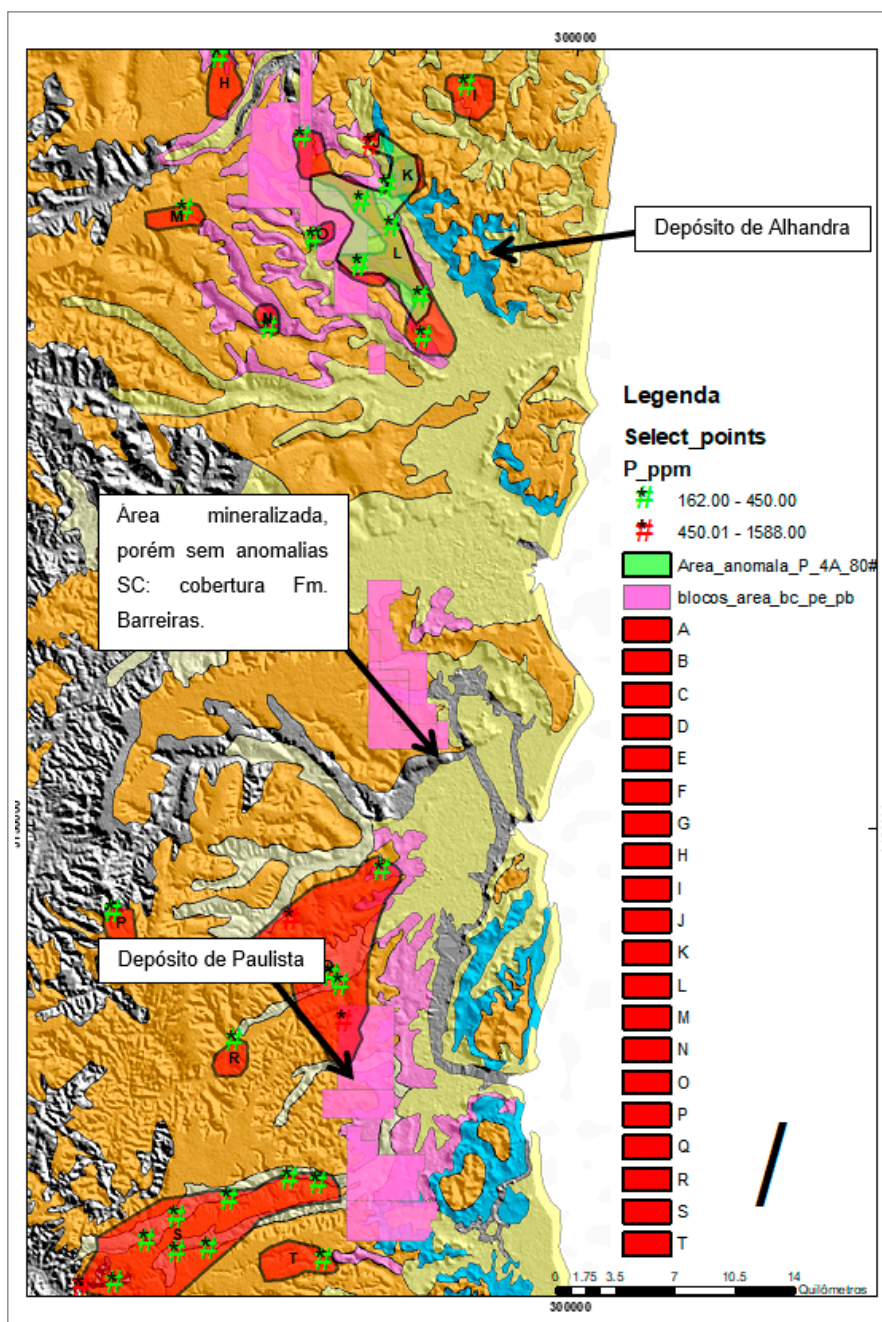 300000
H
I
K
M
O
L
N
Depósito de Alhandra
Legenda
Select_points
P_ppm
162.00 - 450.00
450.01 - 1588.00
Area_anomala_P_4A_80#
blocos_area_bc_pe_pb
A
B
C
D
E
F
G
H
I
J
K
L
M
N
O
P
Q
R
S
T
Área mineralizada,
porém sem anomalias
SC: cobertura Fm.
Barreiras.
P
Depósito de Paulista
R
S
T
0 1.75 3.5 7 10.5 14
Quilômetros
300000